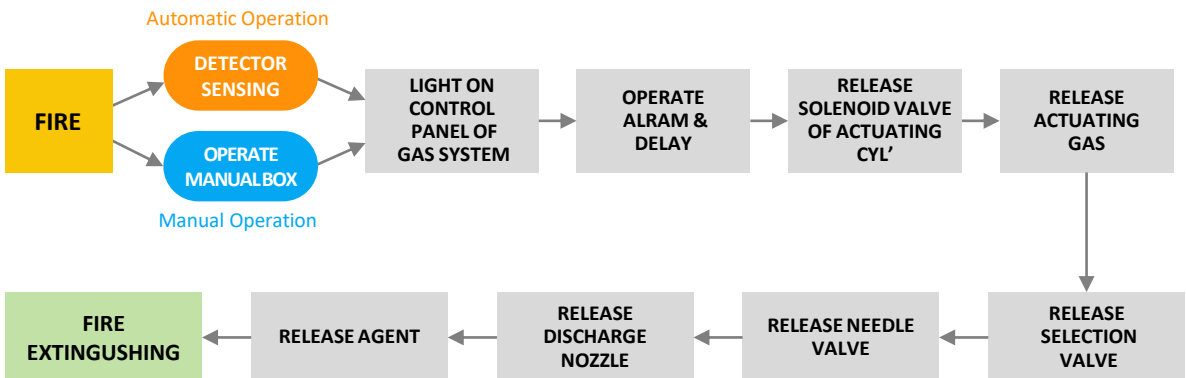 Automatic Operation
FIRE
DETECTOR
SENSING
OPERATE
MANUALBOX
Manual Operation
LIGHT ON
CONTROL
PANEL OF
GAS SYSTEM
OPERATE
ALRAM &
DELAY
RELEASE
SOLENOID VALVE
OF ACTUATING
CYL’
RELEASE
ACTUATING
GAS
RELEASE
SELECTION
VALVE
RELEASE NEEDLE
VALVE
RELEASE
DISCHARGE
NOZZLE
RELEASE AGENT
FIRE
EXTINGUSHING